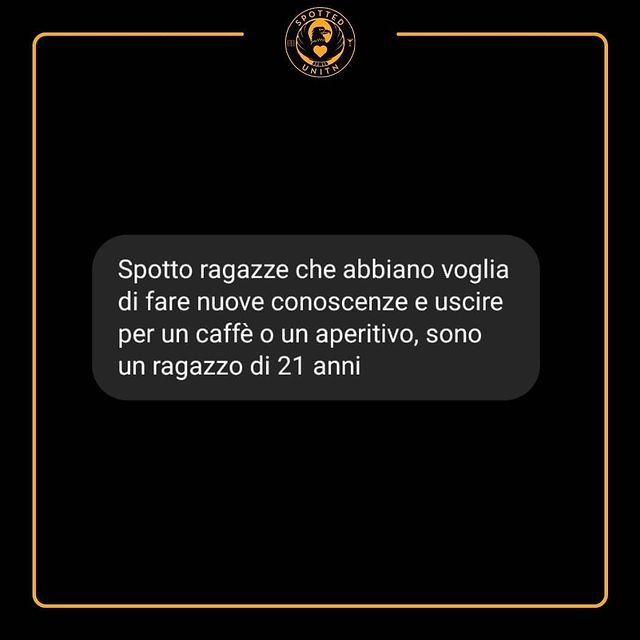 SPOTTED
UNITN
Spotto ragazze che abbiano voglia
di fare nuove conoscenze e uscire
per un caffè o un aperitivo, sono
un ragazzo di 21 anni